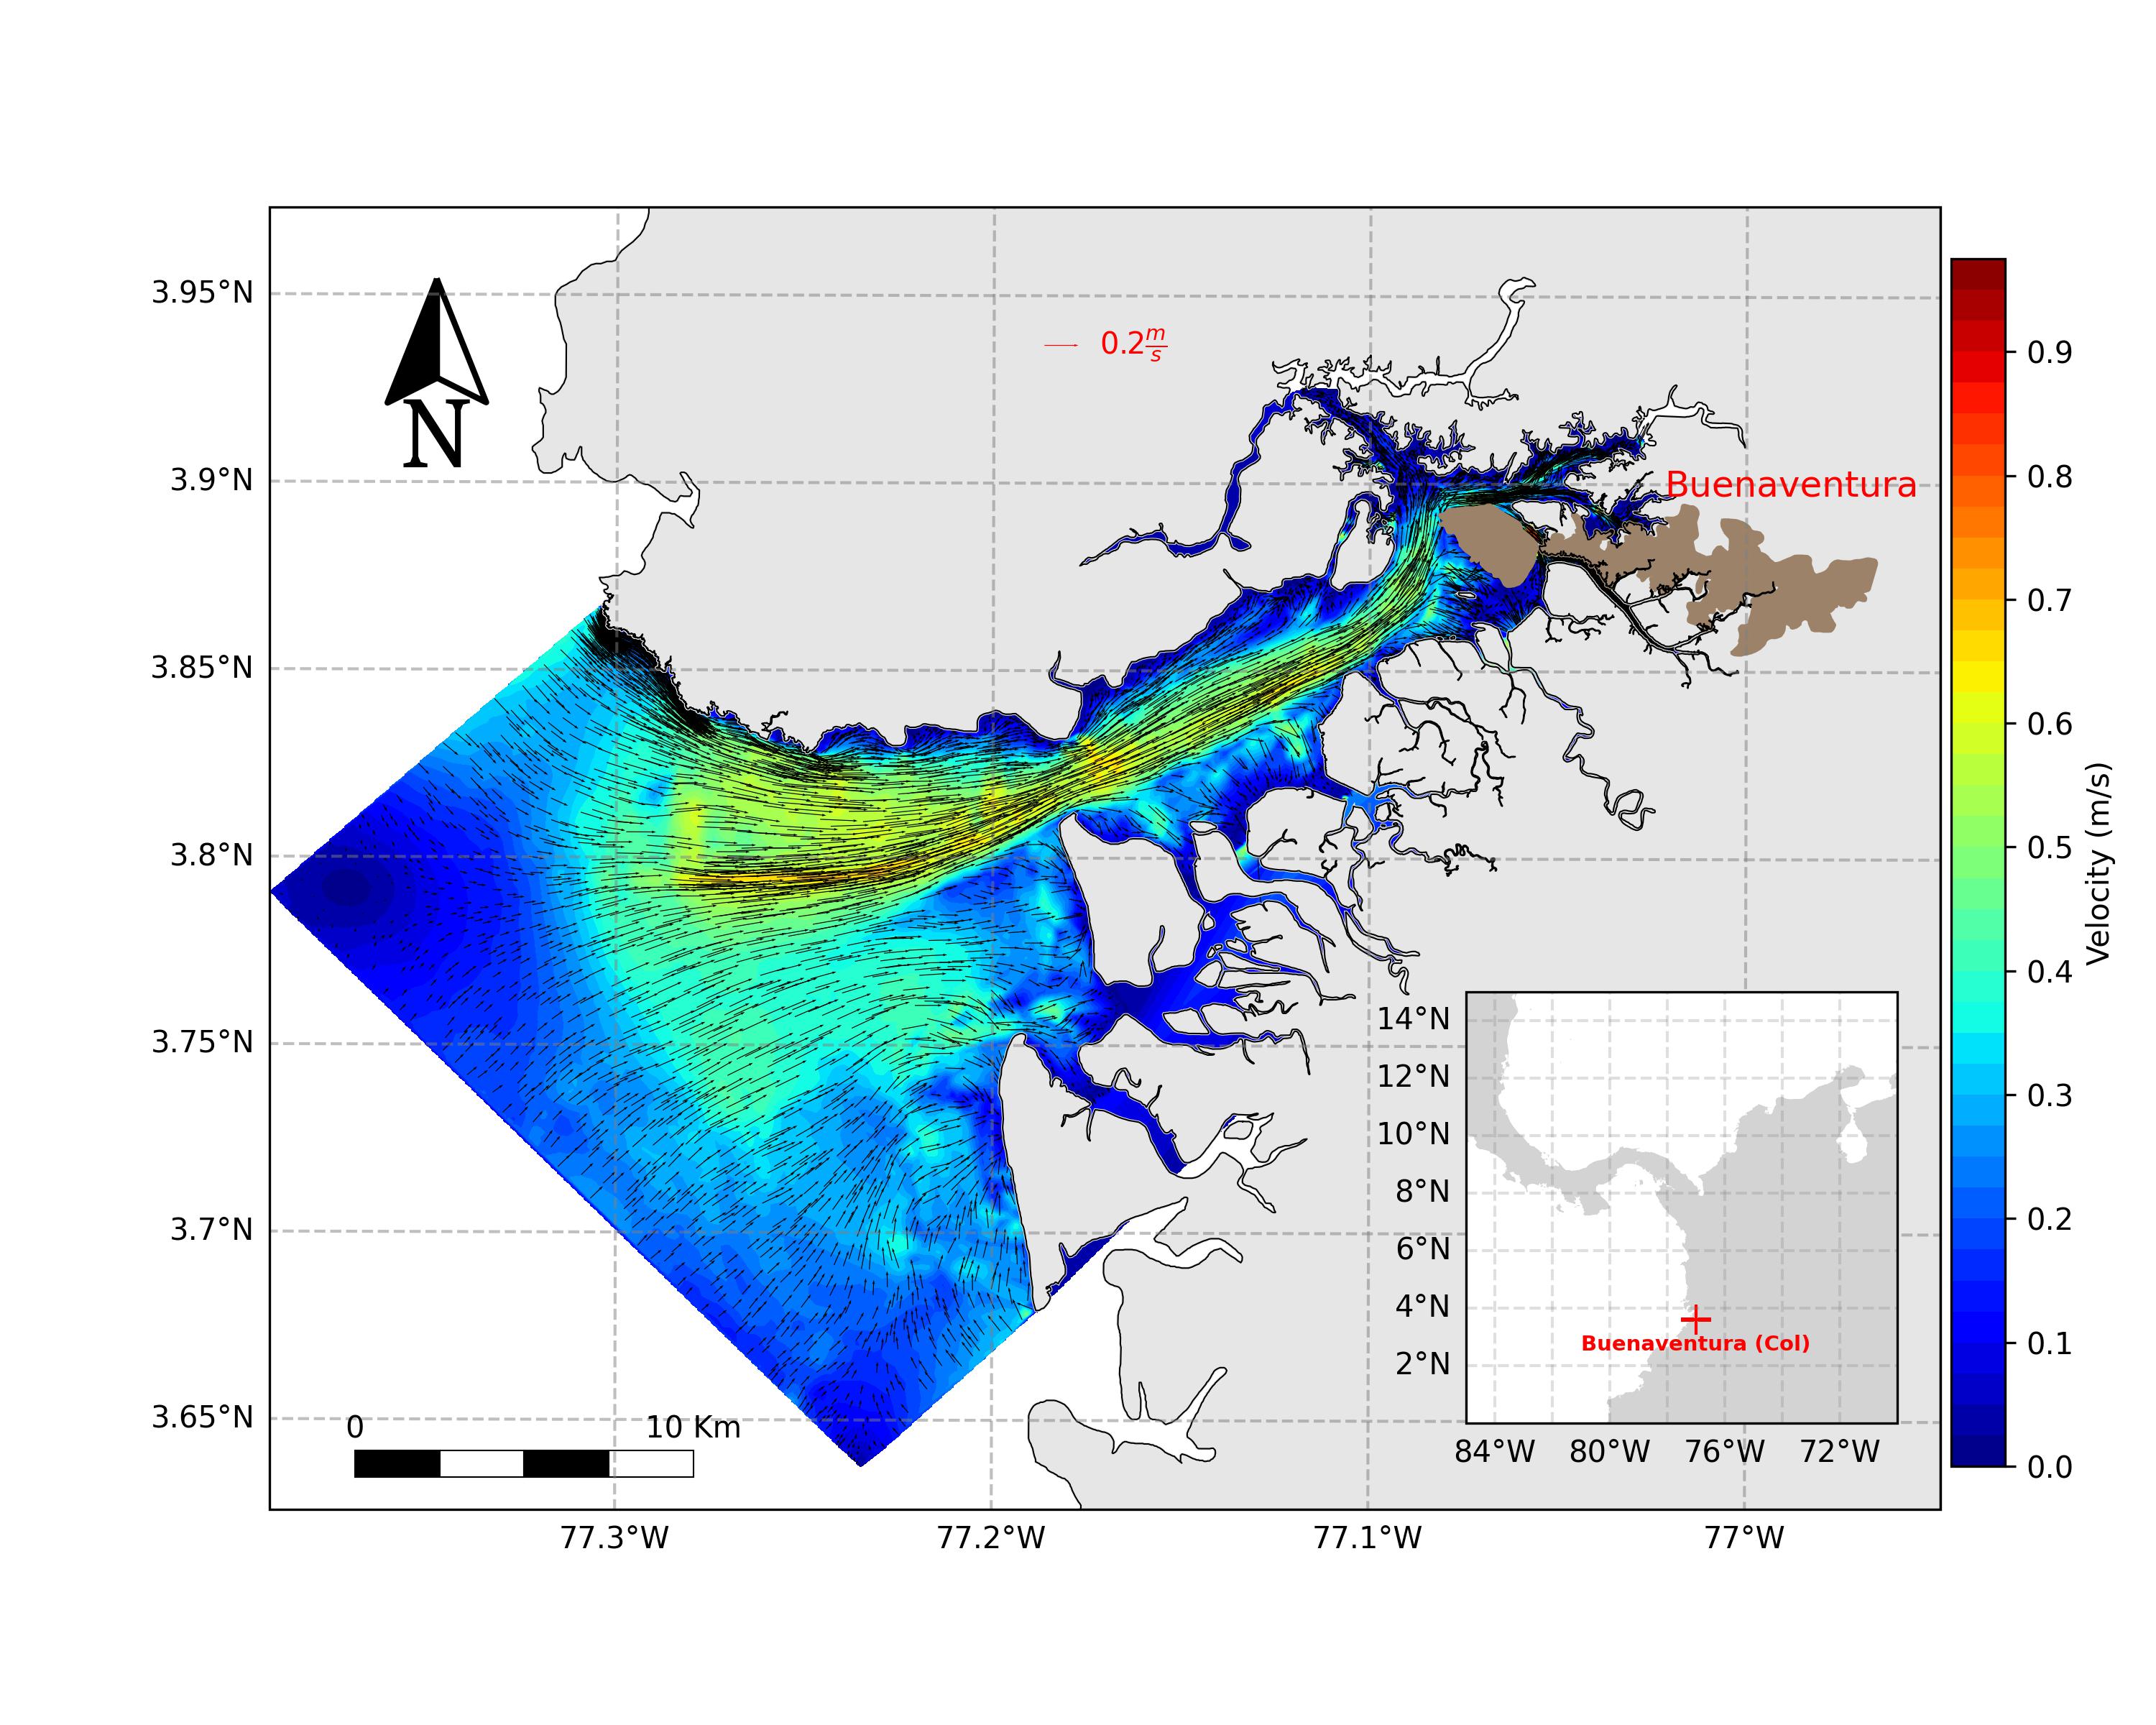 3.95°N
3.9°N
3.85°N
3.8°N
3.75°N
3.7°N
3.65°N
77.3°W
77.2°W
77.1°W
77°W
N
0.2 m/s
Buenaventura
0
10 Km
14°N
12°N
10°N
8°N
6°N
4°N
2°N
84°W
80°W
76°W
72°W
Buenaventura (Col)
0.9
0.8
0.7
0.6
0.5
0.4
0.3
0.2
0.1
0.0
Velocity (m/s)